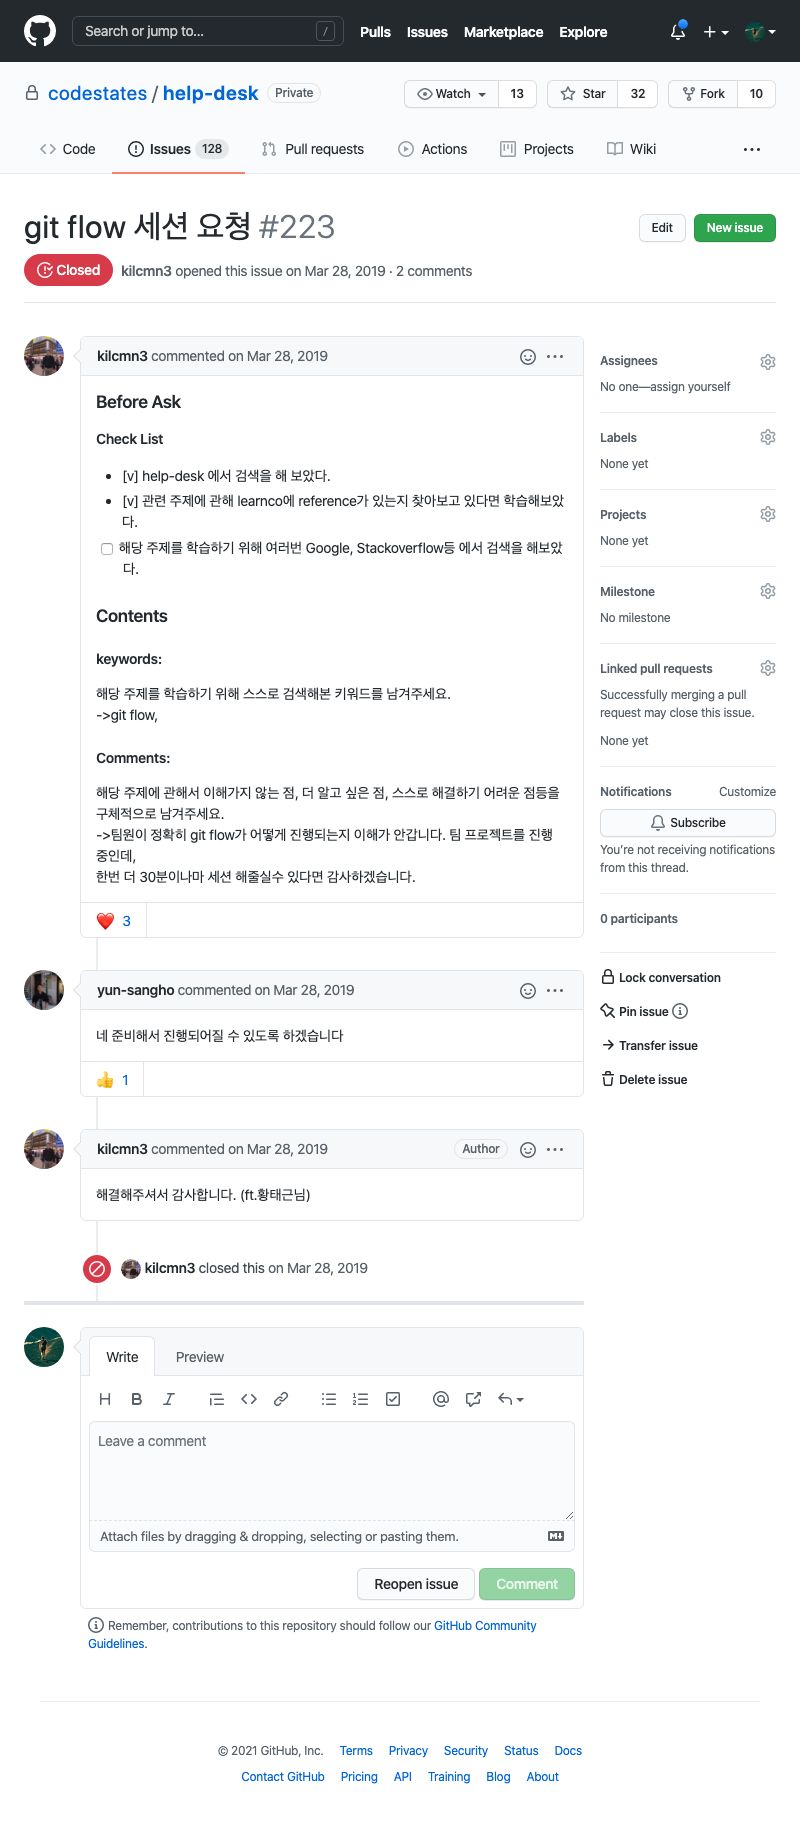 Search or jump to...
/
Pulls
Issues
Marketplace
Explore
codestates / help-desk
Private
Watch
13
Star
32
Fork
10
Code
Issues 128
Pull requests
Actions
Projects
Wiki
git flow 세션 요청 #223
Edit
New issue
Closed
kilcmn3 opened this issue on Mar 28, 2019 · 2 comments
kilcmn3 commented on Mar 28, 2019
Before Ask
Check List
[v] help-desk 에서 검색을 해 보았다.
[v] 관련 주제에 관해 learnco에 reference가 있는지 찾아보고 있다면 학습해보았
다.
해당 주제를 학습하기 위해 여러번 Google, Stackoverflow등 에서 검색을 해보았
다.
Contents
keywords:
해당 주제를 학습하기 위해 스스로 검색해본 키워드를 남겨주세요.
->git flow,
Comments:
해당 주제에 관해서 이해가지 않는 점, 더 알고 싶은 점, 스스로 해결하기 어려운 점등을
구체적으로 남겨주세요.
->팀원이 정확히 git flow가 어떻게 진행되는지 이해가 안갑니다. 팀 프로젝트를 진행
중인데,
한번 더 30분이나마 세션 해줄실수 있다면 감사하겠습니다.
❤️ 3
yun-sangho commented on Mar 28, 2019
네 준비해서 진행되어질 수 있도록 하겠습니다
👍 1
kilcmn3 commented on Mar 28, 2019
Author
해결해주셔서 감사합니다. (ft.황태근님)
kilcmn3 closed this on Mar 28, 2019
Write
Preview
H B I
Leave a comment
Attach files by dragging & dropping, selecting or pasting them.
Reopen issue
Comment
Remember, contributions to this repository should follow our GitHub Community
Guidelines.
Assignees
No one—assign yourself
Labels
None yet
Projects
None yet
Milestone
No milestone
Linked pull requests
Successfully merging a pull
request may close this issue.
None yet
Notifications
Customize
Subscribe
You're not receiving notifications
from this thread.
0 participants
Lock conversation
Pin issue
Transfer issue
Delete issue
© 2021 GitHub, Inc.
Terms
Privacy
Security
Status
Docs
Contact GitHub
Pricing
API
Training
Blog
About